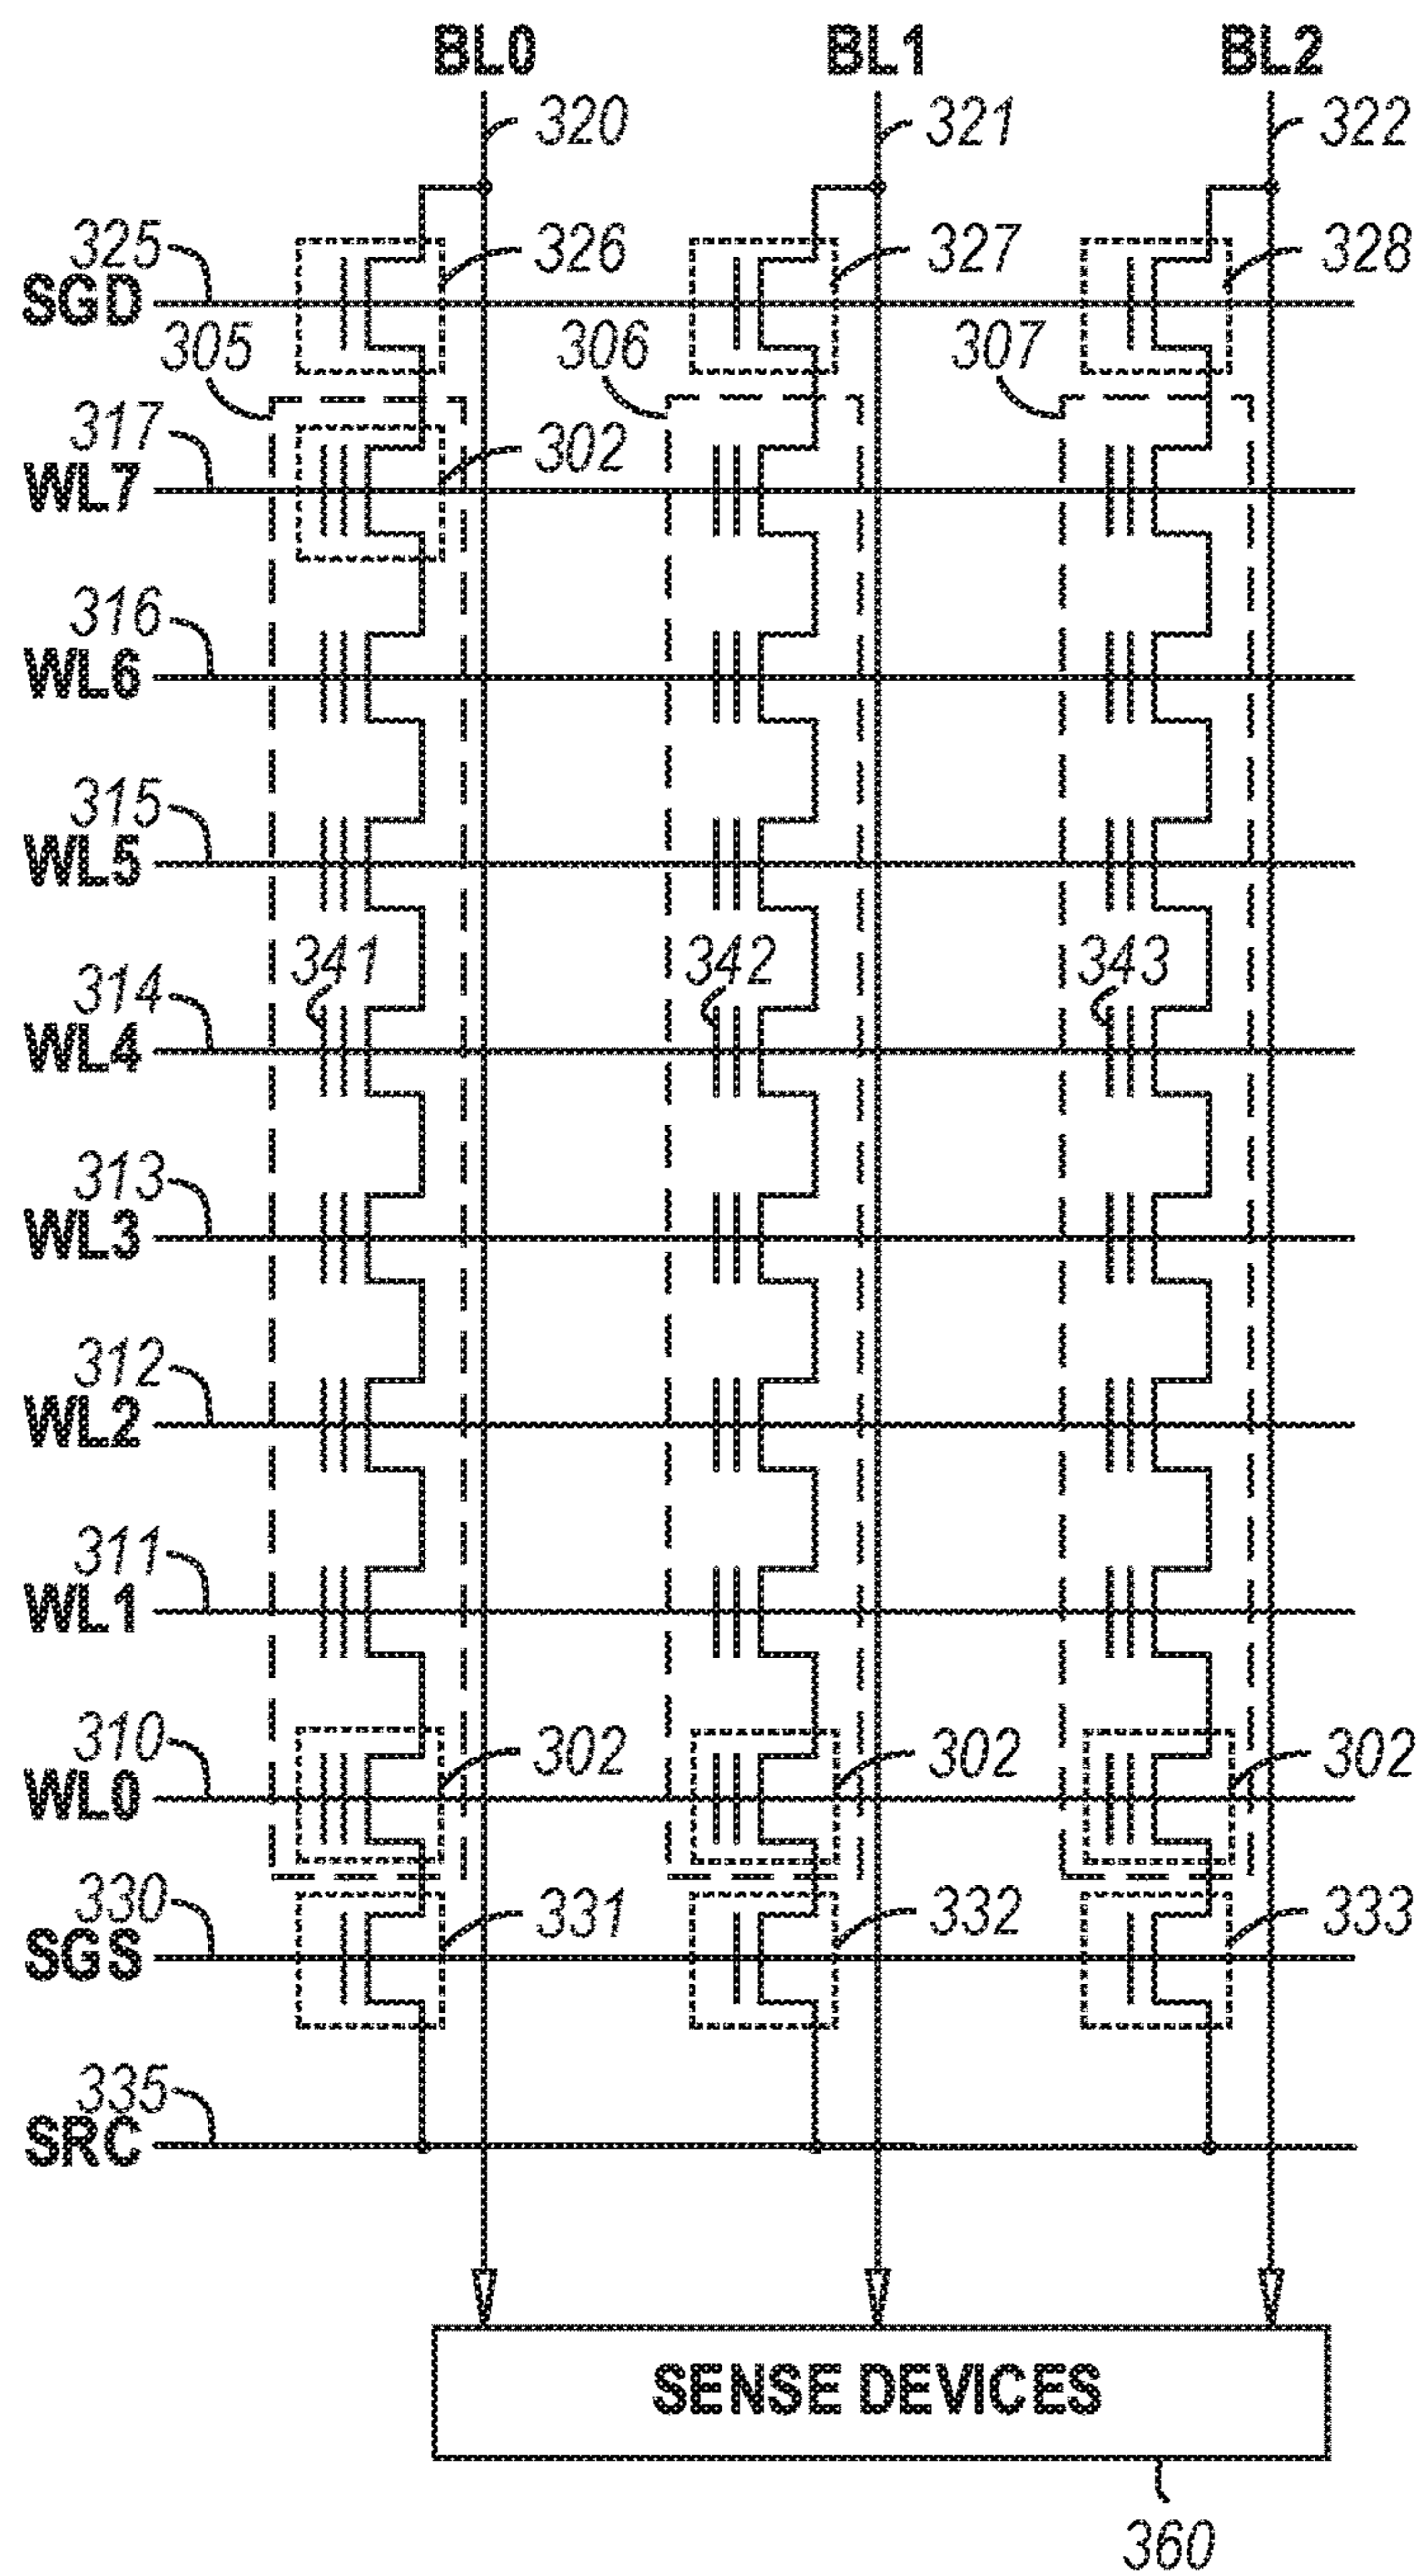 BL0 BL1 BL2
320 321 322
325 326 327 328
SGD
305 306 307
317 302
WL7
316
WL6
315
WL5
341 342 343
314
WL4
313
WL3
312
WL2
311
WL1
310 302 302 302
WL0
330 331 332 333
SGS
335
SRC
SENSE DEVICES
360